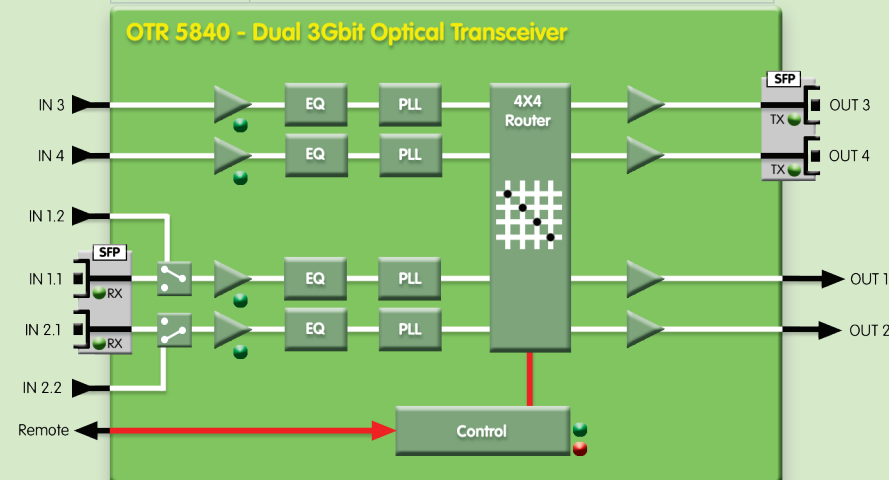 OTR 5840 - Dual 3Gbit Optical Transceiver
SFP
IN 3
EQ
PLL
4X4
Router
OUT 3
TX
IN 4
EQ
PLL
OUT 4
TX
IN 1.2
SFP
IN 1.1
EQ
PLL
OUT 1
RX
IN 2.1
EQ
PLL
OUT 2
RX
IN 2.2
Remote
Control